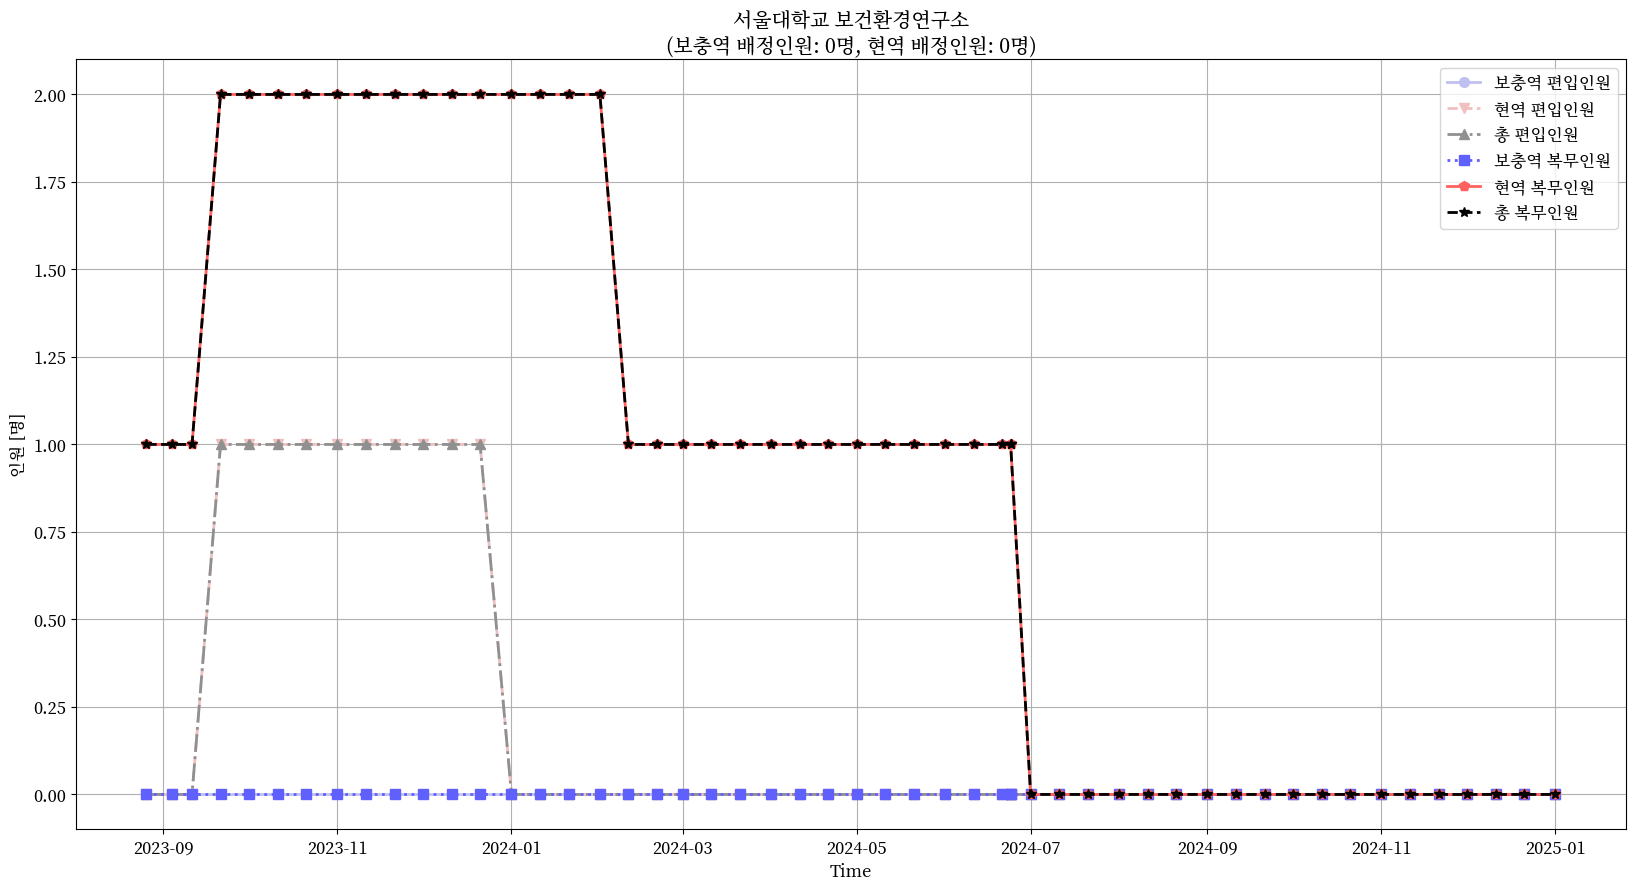 서울대학교 보건환경연구소
(보충역 배정인원: 0명, 현역 배정인원: 0명)
보충역 편입인원
현역 편입인원
총 편입인원
보충역 복무인원
현역 복무인원
총 복무인원
인원 [명]
2.00
1.75
1.50
1.25
1.00
0.75
0.50
0.25
0.00
2023-09
2023-11
2024-01
2024-03
2024-05
2024-07
2024-09
2024-11
2025-01
Time